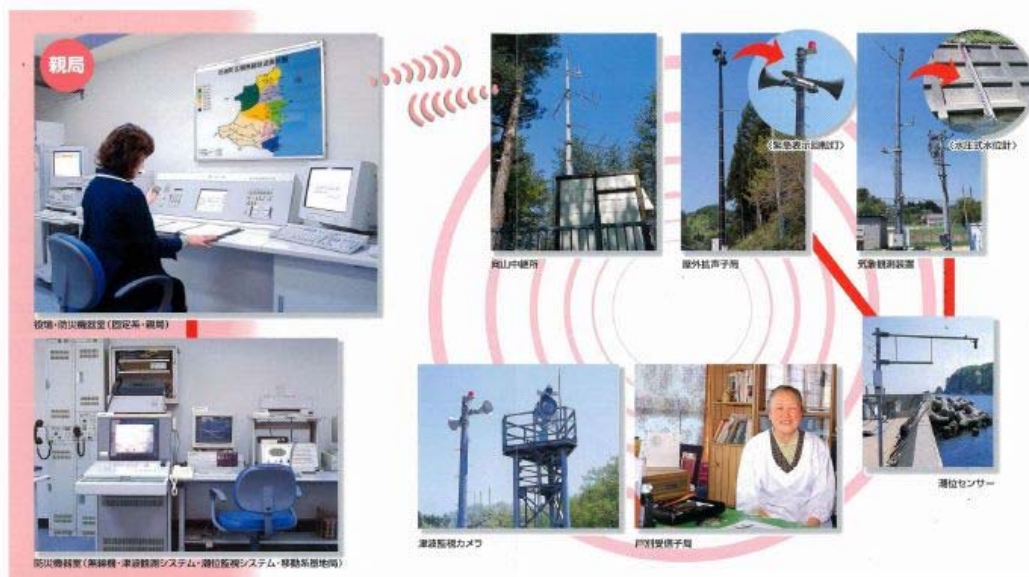 親局
役場・防災機器室(固定系・親局)
〈緊急表示回転灯〉
〈水圧式水位計〉
岡山中継所
屋外拡声子局
気象観測装置
潮位センサー
津波監視カメラ
戸別受信子局
防災機器室(無線機・津波観測システム・潮位監視システム・移動系基地局)